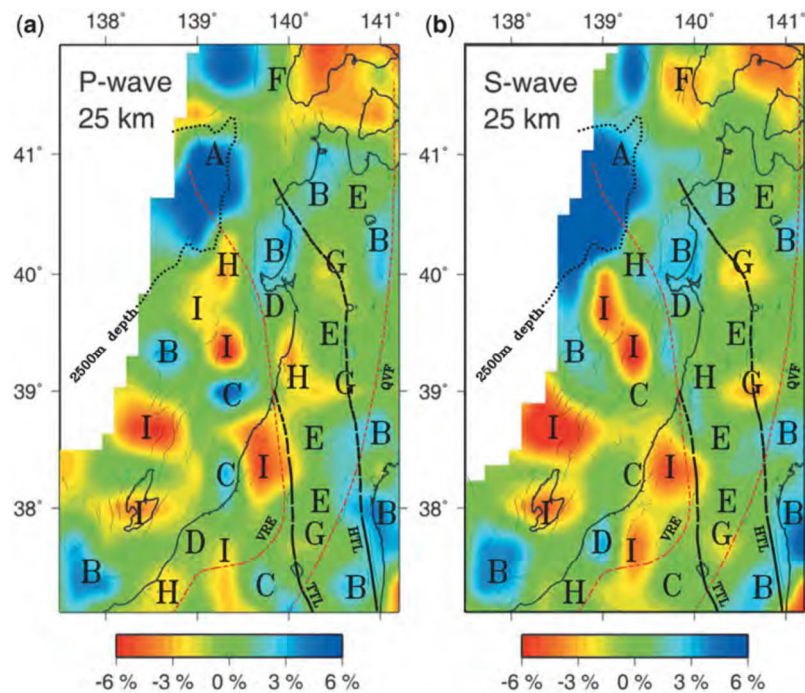 (a) 138° 139° 140° 141°
P-wave
25 km
F
41°
A
B E
B B
40°
H G
D
I
2500m depth
B I E
QVF
39°
C H G
I E B
I C
38°
I E B
D VRE G HTL
I
B H C TTL B
-6 % -3 % 0 % 3 % 6 %
(b) 138° 139° 140° 141°
S-wave
25 km
F
41°
A
B E
B B
40°
H G
D
I
2500m depth
B I E
QVF
39°
C H G
E B
I C I
38°
I E B
D I VRE G HTL
B H C TTL B
-6 % -3 % 0 % 3 % 6 %